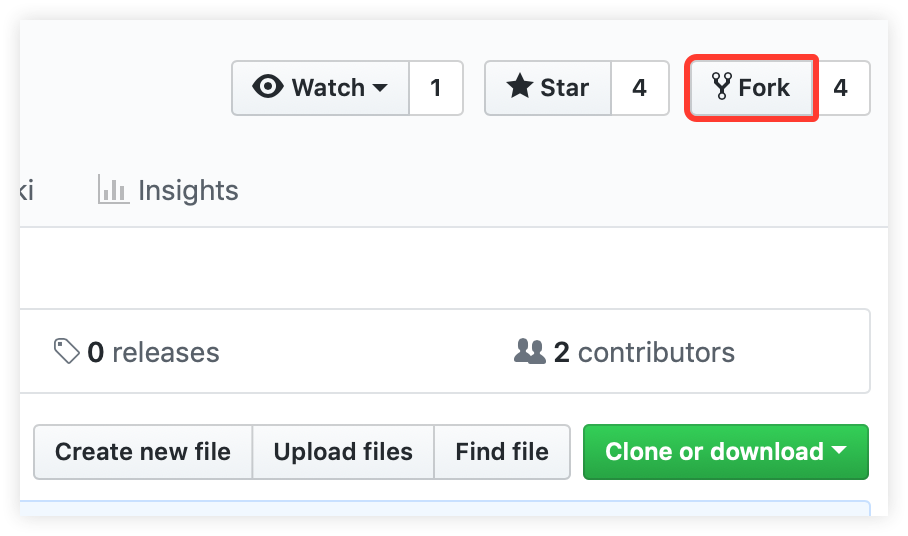 Watch 1 Star 4 Fork 4
ki Insights
0 releases 2 contributors
Create new file Upload files Find file Clone or download